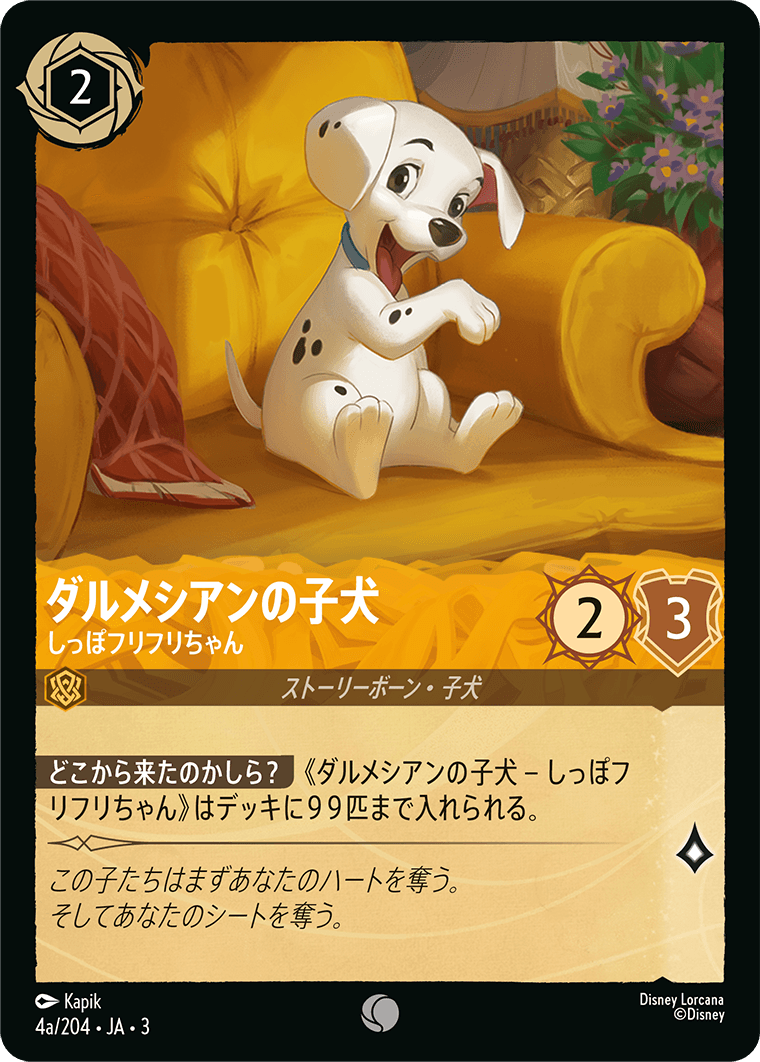 2
ダルメシアンの子犬
しっぽフリフリちゃん
2
3
ストーリーボーン・子犬
どこから来たのかしら? 《ダルメシアンの子犬 – しっぽフ
リフリちゃん》はデッキに99匹まで入れられる。
この子たちはまずあなたのハートを奪う。
そしてあなたのシートを奪う。
Kapik
Disney Lorcana
4a/204 • JA • 3
©Disney